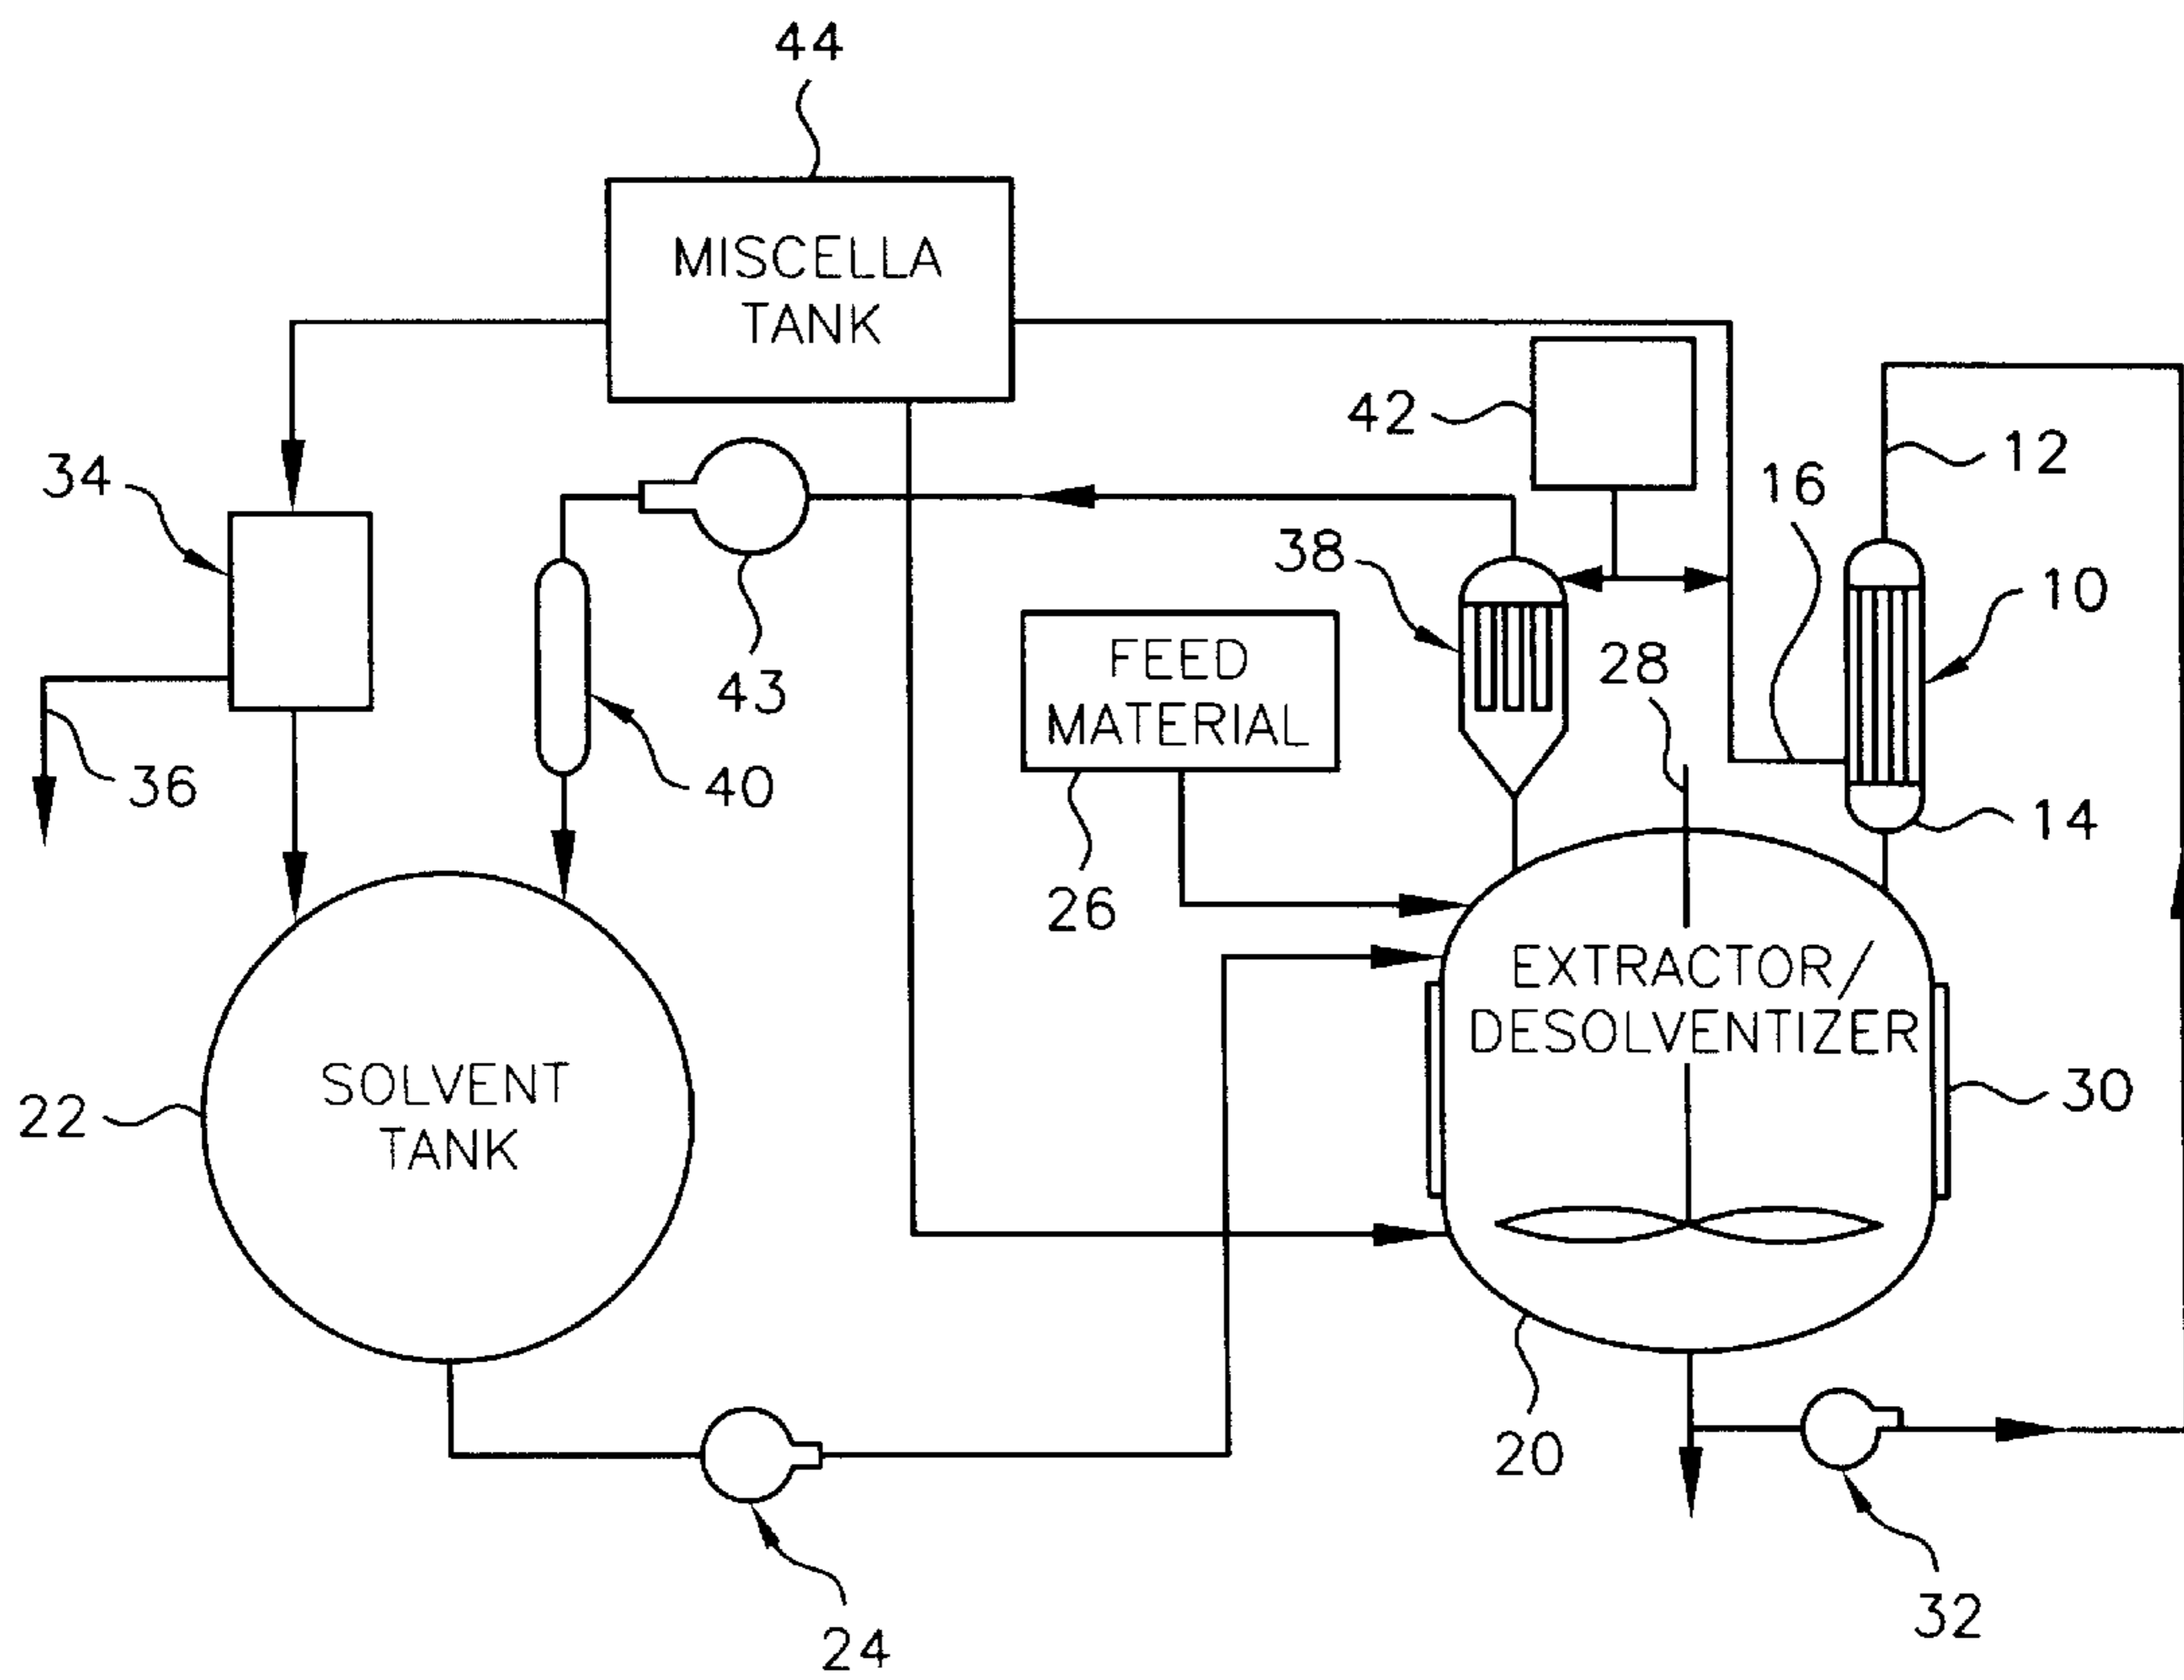 44
MISCELLA
TANK
42
12
34
16
38
10
FEED
MATERIAL
28
43
36
40
14
26
EXTRACTOR/
DESOLVENTIZER
SOLVENT
TANK
22
30
20
24
32